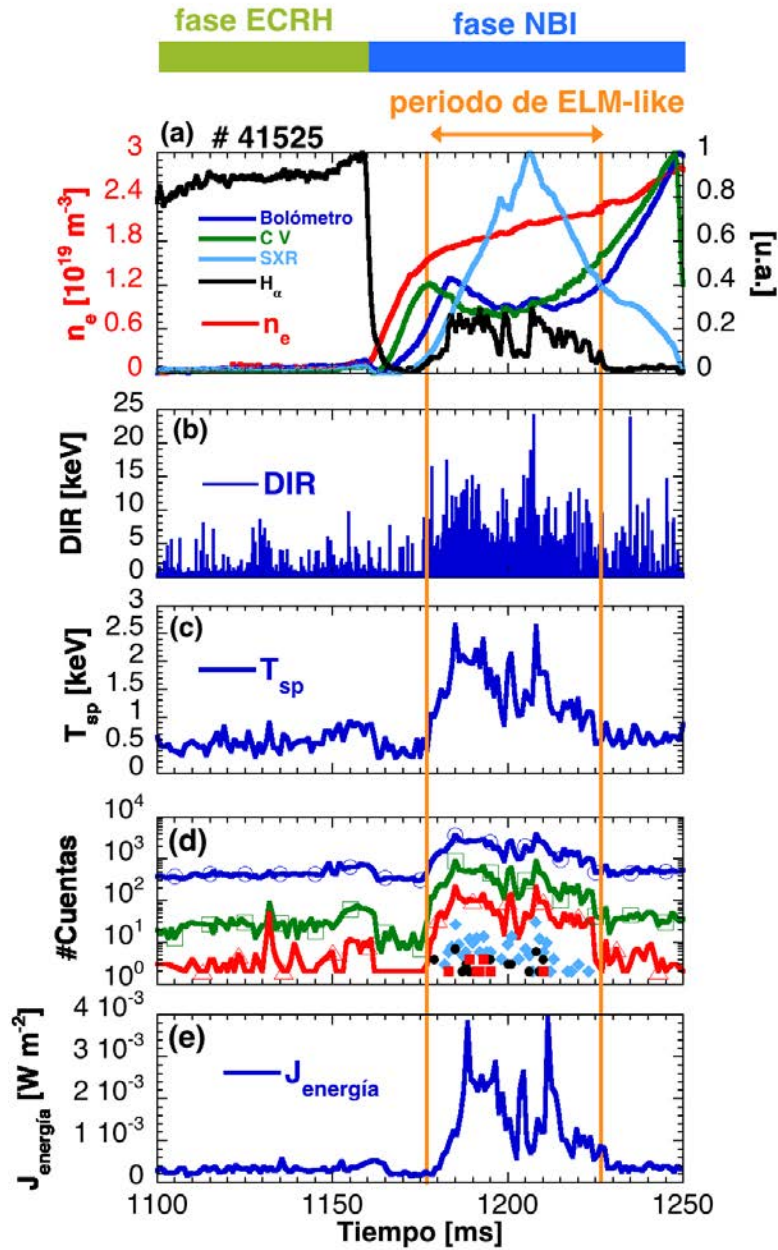 fase ECRH
fase NBI
periodo de ELM-like
(a) # 41525
3
2.4
1.8
1.2
0.6
0
n_e [10^19 m^-3]
Bolómetro
C V
SXR
H_α
n_e
1
0.8
0.6
0.4
0.2
0
[u.a.]
(b)
25
20
15
10
5
0
DIR [keV]
DIR
(c)
3
2.5
2
1.5
1
0.5
0
T_sp [keV]
T_sp
(d)
10^4
10^3
10^2
10^1
10^0
#Cuentas
(e)
4 10^-3
3 10^-3
2 10^-3
1 10^-3
0
J_energía [W m^-2]
J_energía
1100
1150
1200
1250
Tiempo [ms]